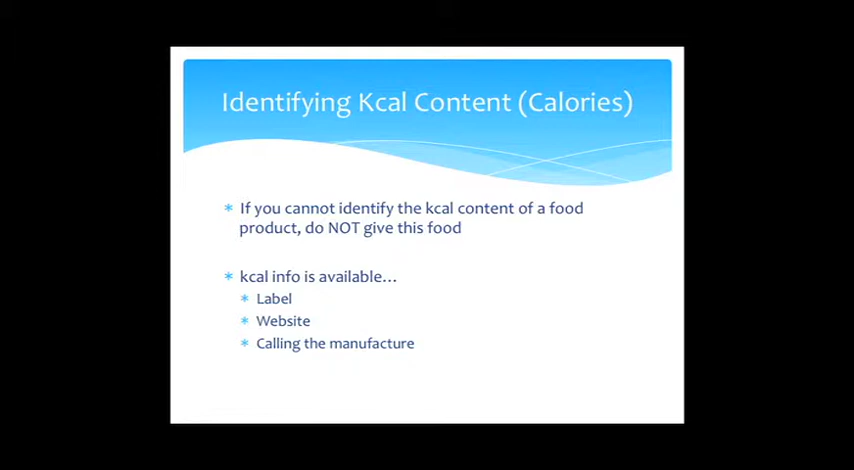 Identifying Kcal Content (Calories)
* If you cannot identify the kcal content of a food
product, do NOT give this food
* kcal info is available...
* Label
* Website
* Calling the manufacture